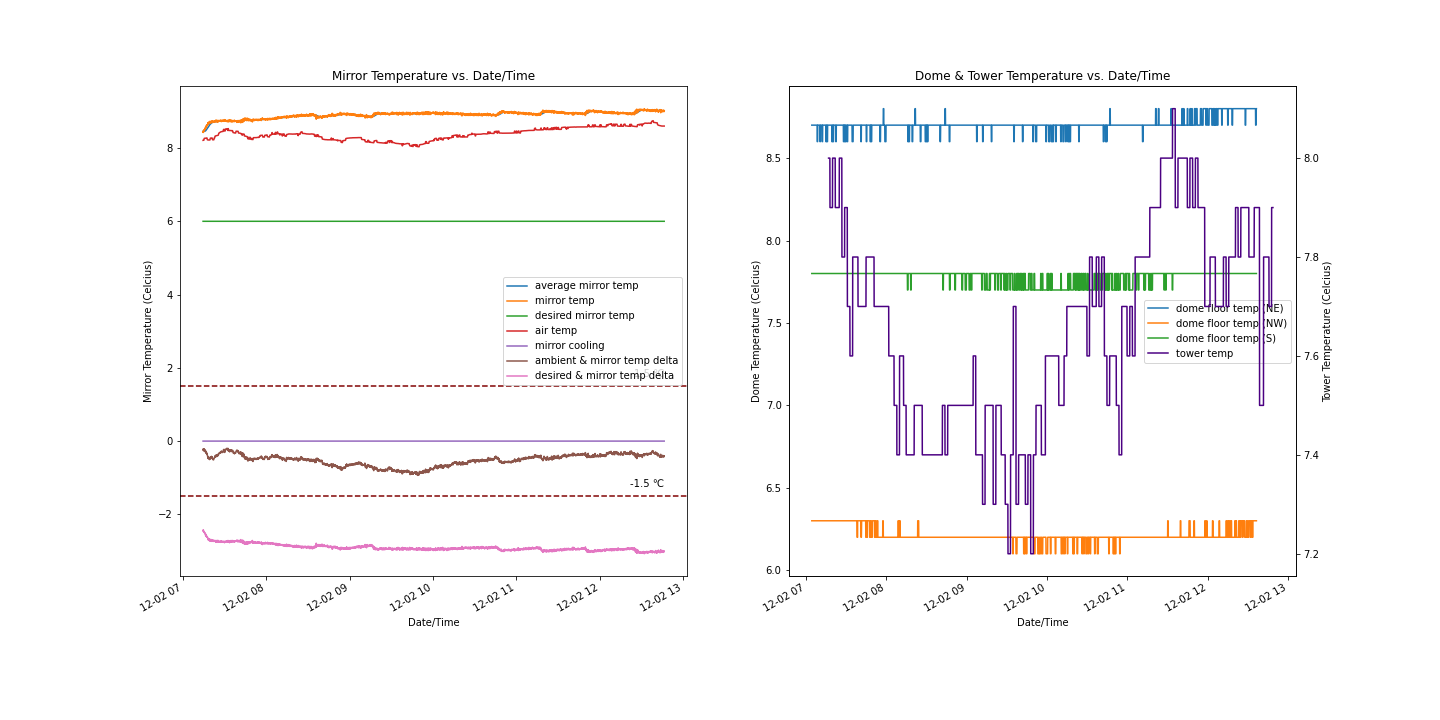 Mirror Temperature vs. Date/Time
Mirror Temperature (Celcius)
8
6
4
2
0
−2
average mirror temp
mirror temp
desired mirror temp
air temp
mirror cooling
ambient & mirror temp delta
desired & mirror temp delta
-1.5 °C
12-02 07
12-02 08
12-02 09
12-02 10
12-02 11
12-02 12
12-02 13
Date/Time
Dome & Tower Temperature vs. Date/Time
Dome Temperature (Celcius)
8.5
8.0
7.5
7.0
6.5
6.0
dome floor temp (NE)
dome floor temp (NW)
dome floor temp (S)
tower temp
8.0
7.8
7.6
7.4
7.2
Tower Temperature (Celcius)
12-02 07
12-02 08
12-02 09
12-02 10
12-02 11
12-02 12
12-02 13
Date/Time